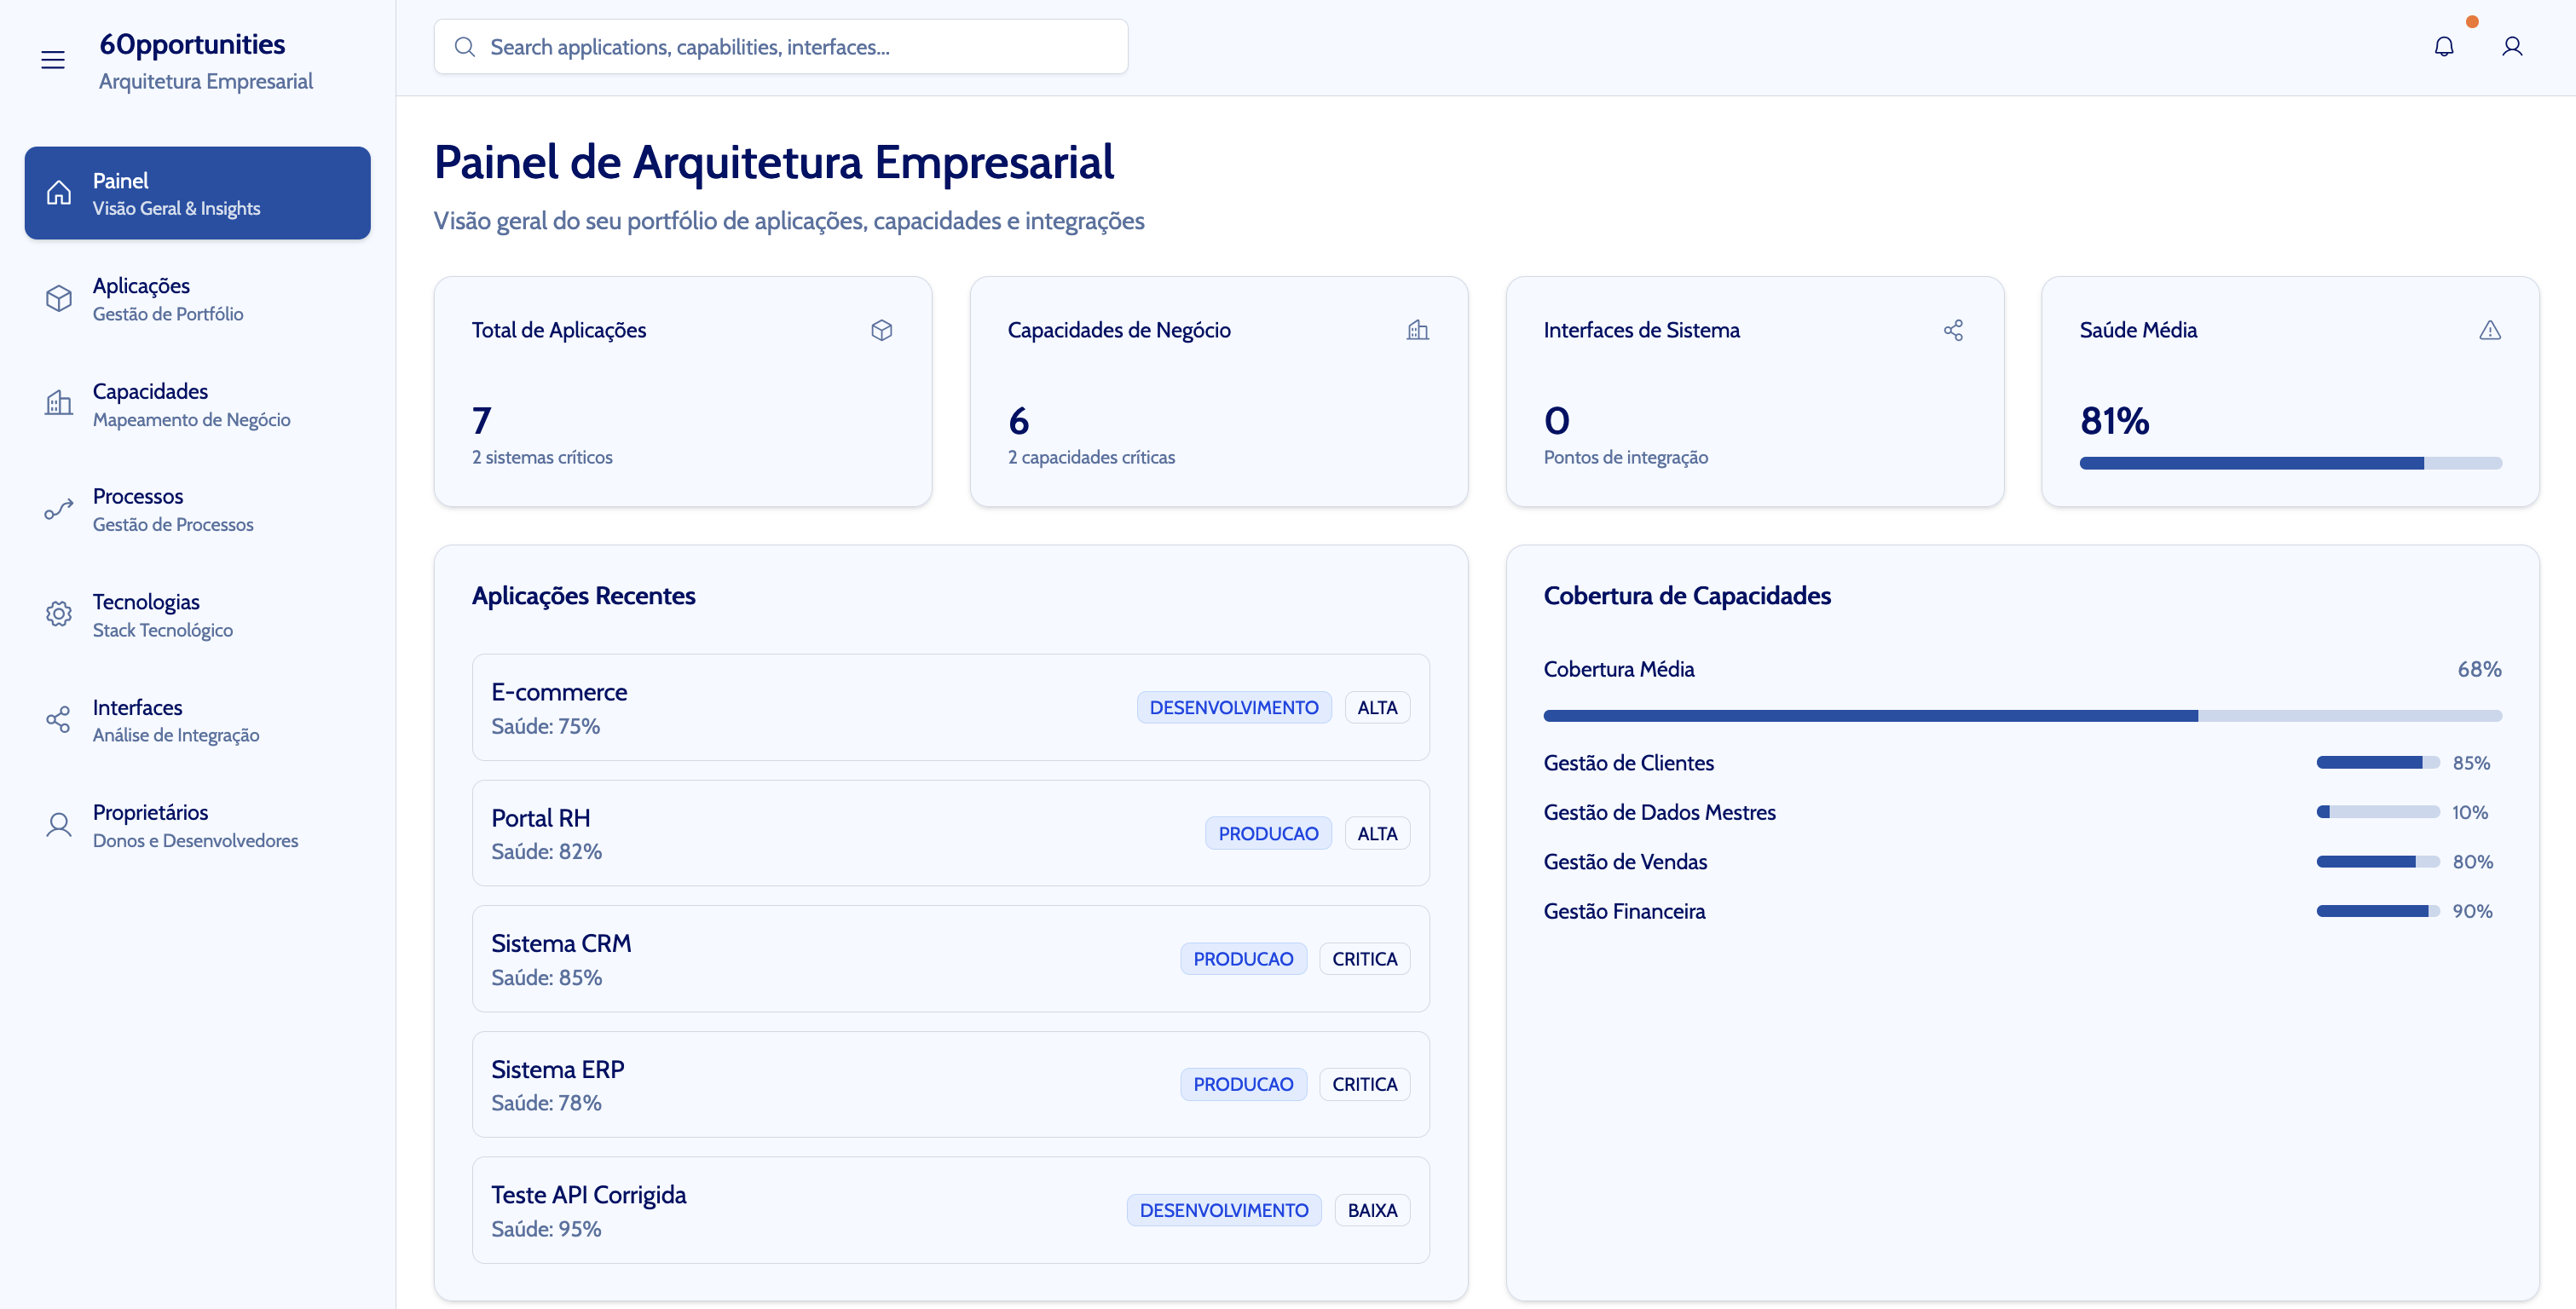 6Opportunities
Arquitetura Empresarial
Search applications, capabilities, interfaces...
Painel
Visão Geral & Insights
Aplicações
Gestão de Portfólio
Capacidades
Mapeamento de Negócio
Processos
Gestão de Processos
Tecnologias
Stack Tecnológico
Interfaces
Análise de Integração
Proprietários
Donos e Desenvolvedores
Painel de Arquitetura Empresarial
Visão geral do seu portfólio de aplicações, capacidades e integrações
Total de Aplicações
7
2 sistemas críticos
Capacidades de Negócio
6
2 capacidades críticas
Interfaces de Sistema
0
Pontos de integração
Saúde Média
81%
Aplicações Recentes
E-commerce
Saúde: 75%
DESENVOLVIMENTO ALTA
Portal RH
Saúde: 82%
PRODUCAO ALTA
Sistema CRM
Saúde: 85%
PRODUCAO CRITICA
Sistema ERP
Saúde: 78%
PRODUCAO CRITICA
Teste API Corrigida
Saúde: 95%
DESENVOLVIMENTO BAIXA
Cobertura de Capacidades
Cobertura Média 68%
Gestão de Clientes 85%
Gestão de Dados Mestres 10%
Gestão de Vendas 80%
Gestão Financeira 90%